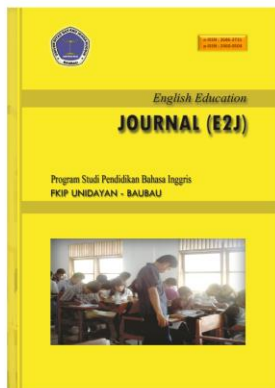 English Education
JOURNAL (E2J)
Program Studi Pendidikan Bahasa Inggris
FKIP UNIDAYAN - BAUBAU